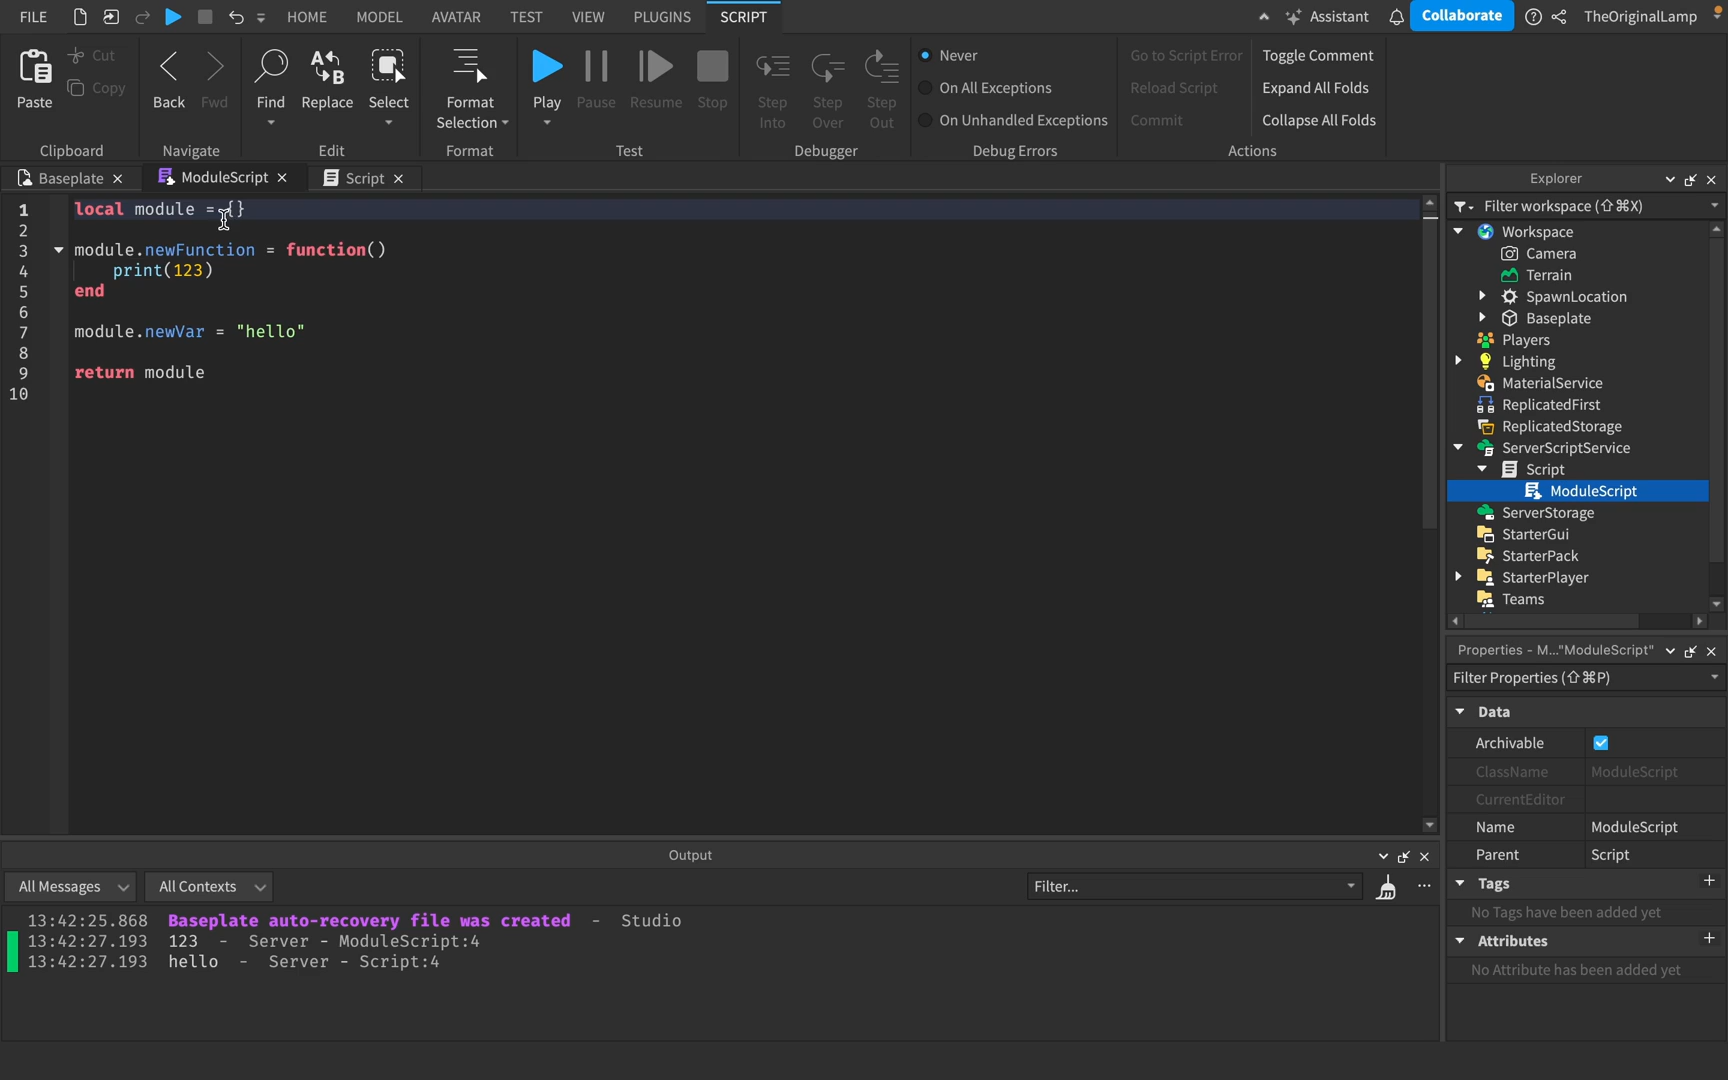 FILE HOME MODEL AVATAR TEST VIEW PLUGINS SCRIPT Assistant Collaborate TheOriginalLamp
Paste Cut Copy
Clipboard
Back Fwd
Navigate
Find Replace Select
Edit
Format Selection
Format
Play Pause Resume Stop
Test
Step Into Step Over Step Out
Debugger
Never
On All Exceptions
On Unhandled Exceptions
Debug Errors
Go to Script Error Toggle Comment
Reload Script Expand All Folds
Commit Collapse All Folds
Actions
Baseplate ModuleScript Script
1 local module = {}
2
3 module.newFunction = function()
4 print(123)
5 end
6
7 module.newVar = "hello"
8
9 return module
10
Explorer
Filter workspace (⇧⌘X)
Workspace
Camera
Terrain
SpawnLocation
Baseplate
Players
Lighting
MaterialService
ReplicatedFirst
ReplicatedStorage
ServerScriptService
Script
ModuleScript
ServerStorage
StarterGui
StarterPack
StarterPlayer
Teams
Properties - M..."ModuleScript"
Filter Properties (⇧⌘P)
Data
Archivable
ClassName ModuleScript
CurrentEditor
Name ModuleScript
Parent Script
Tags
No Tags have been added yet
Attributes
No Attribute has been added yet
Output
All Messages All Contexts Filter...
13:42:25.868 Baseplate auto-recovery file was created - Studio
13:42:27.193 123 - Server - ModuleScript:4
13:42:27.193 hello - Server - Script:4